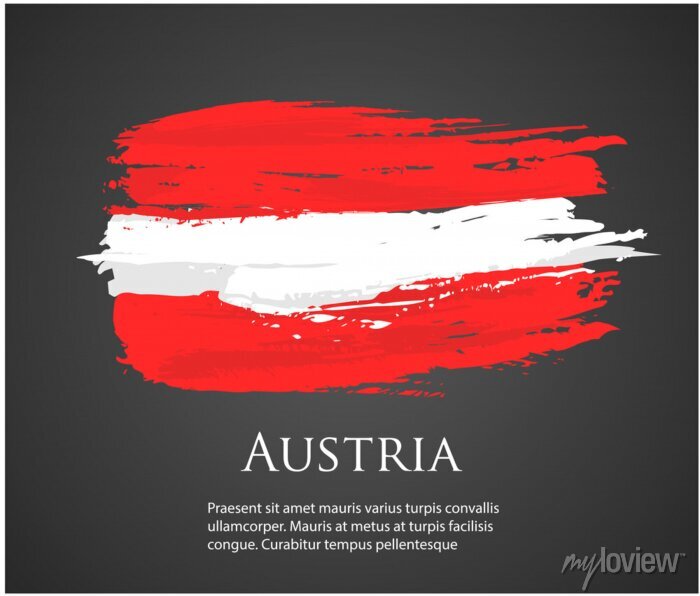 AUSTRIA
Praesent sit amet mauris varius turpis convallis
ullamcorper. Mauris at metus at turpis facilisis
congue. Curabitur tempus pellentesque
myloview